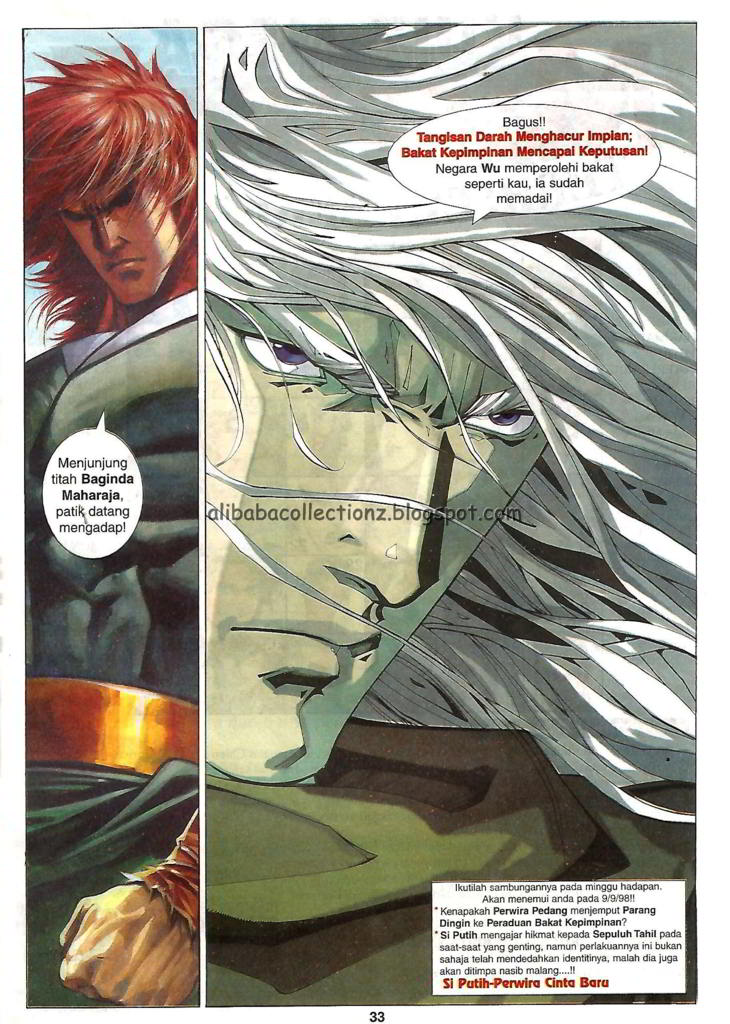 Bagus!!
Tangisan Darah Menghacur Impian;
Bakat Kepimpinan Mencapai Keputusan!
Negara Wu memperolehi bakat
seperti kau, ia sudah
memadai!
Menjunjung
titah Baginda
Maharaja,
patik datang
mengadap!
alibabacollectionz.blogspot.com
Ikutilah sambungannya pada minggu hadapan.
Akan menemui anda pada 9/9/98!!
* Kenapakah Perwira Pedang menjemput Parang
Dingin ke Peraduan Bakat Kepimpinan?
* Si Putih mengajar hikmat kepada Sepuluh Tahil pada
saat-saat yang genting, namun perlakuannya ini bukan
sahaja telah mendedahkan identitinya, malah dia juga
akan ditimpa nasib malang....!!
Si Putih-Perwira Cinta Baru
33